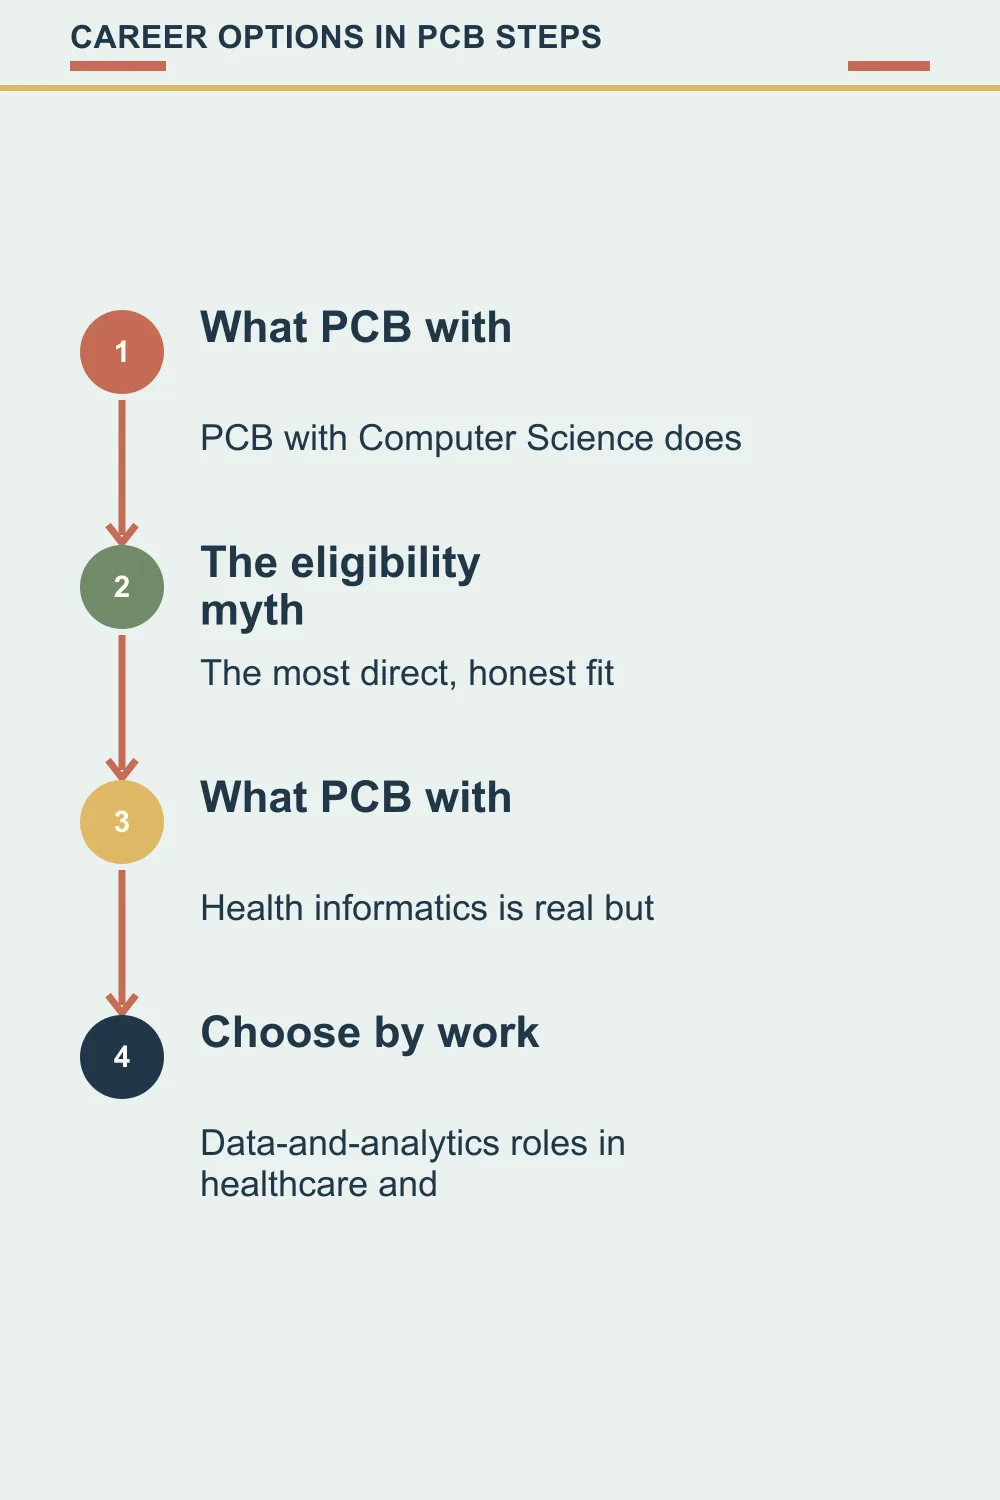 CAREER OPTIONS IN PCB STEPS
1
What PCB with
PCB with Computer Science does
2
The eligibility
myth
The most direct, honest fit
3
What PCB with
Health informatics is real but
4
Choose by work
Data-and-analytics roles in
healthcare and